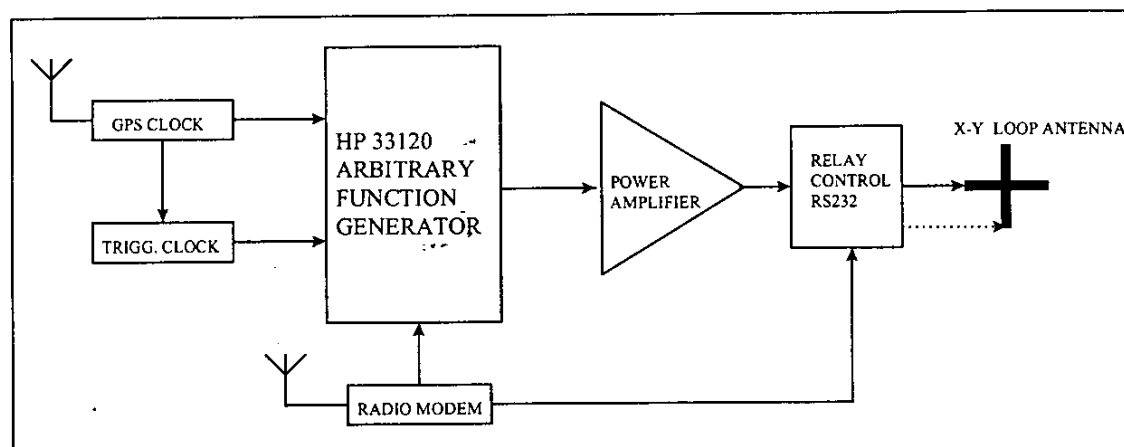 GPS CLOCK
TRIGG. CLOCK
HP 33120
ARBITRARY
FUNCTION
GENERATOR
POWER
AMPLIFIER
RELAY
CONTROL
RS232
X-Y LOOP ANTENNA
RADIO MODEM